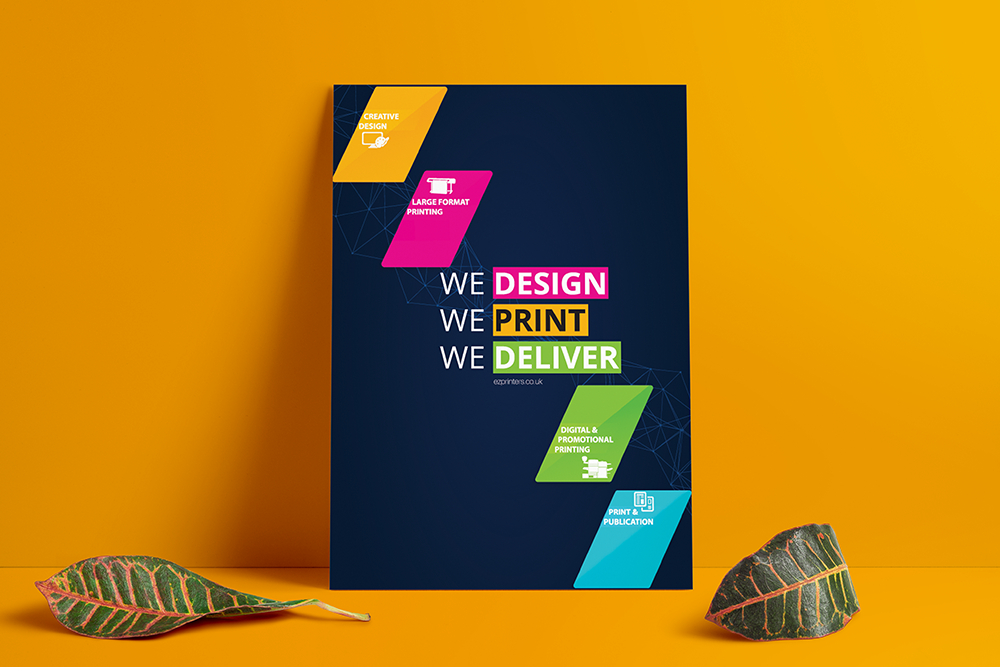 CREATIVE
DESIGN
LARGE FORMAT
PRINTING
WE DESIGN
WE PRINT
WE DELIVER
ezprinters.co.uk
DIGITAL &
PROMOTIONAL
PRINTING
PRINT &
PUBLICATION